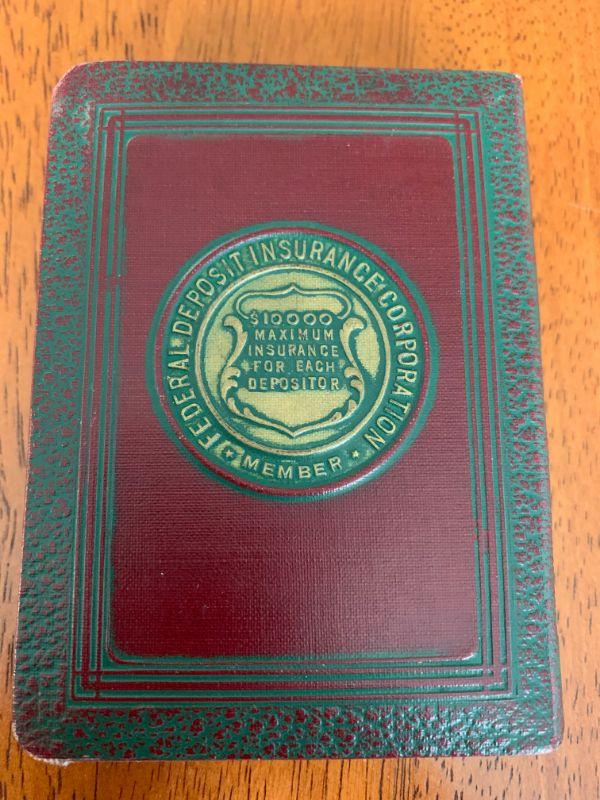 FEDERAL DEPOSIT INSURANCE CORPORATION
$10000
MAXIMUM
INSURANCE
FOR EACH
DEPOSITOR
MEMBER